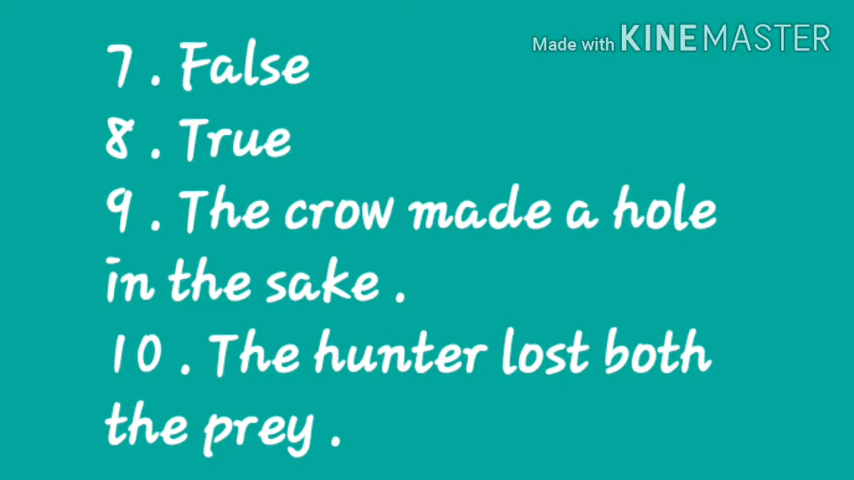 Made with KINEMASTER
7 . False
8 . True
9 . The crow made a hole
in the sake .
10 . The hunter lost both
the prey .